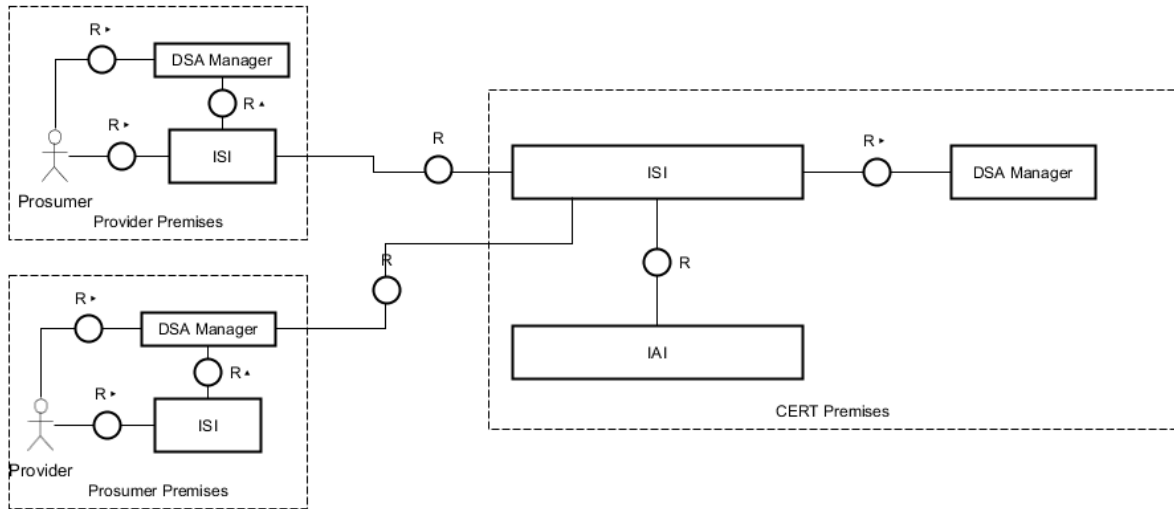 R ▸
DSA Manager
R ▴
R ▸
ISI
Prosumer
Provider Premises
R
ISI
R ▸
DSA Manager
R
R
IAI
CERT Premises
R ▸
DSA Manager
R ▴
R ▸
ISI
Provider
Prosumer Premises